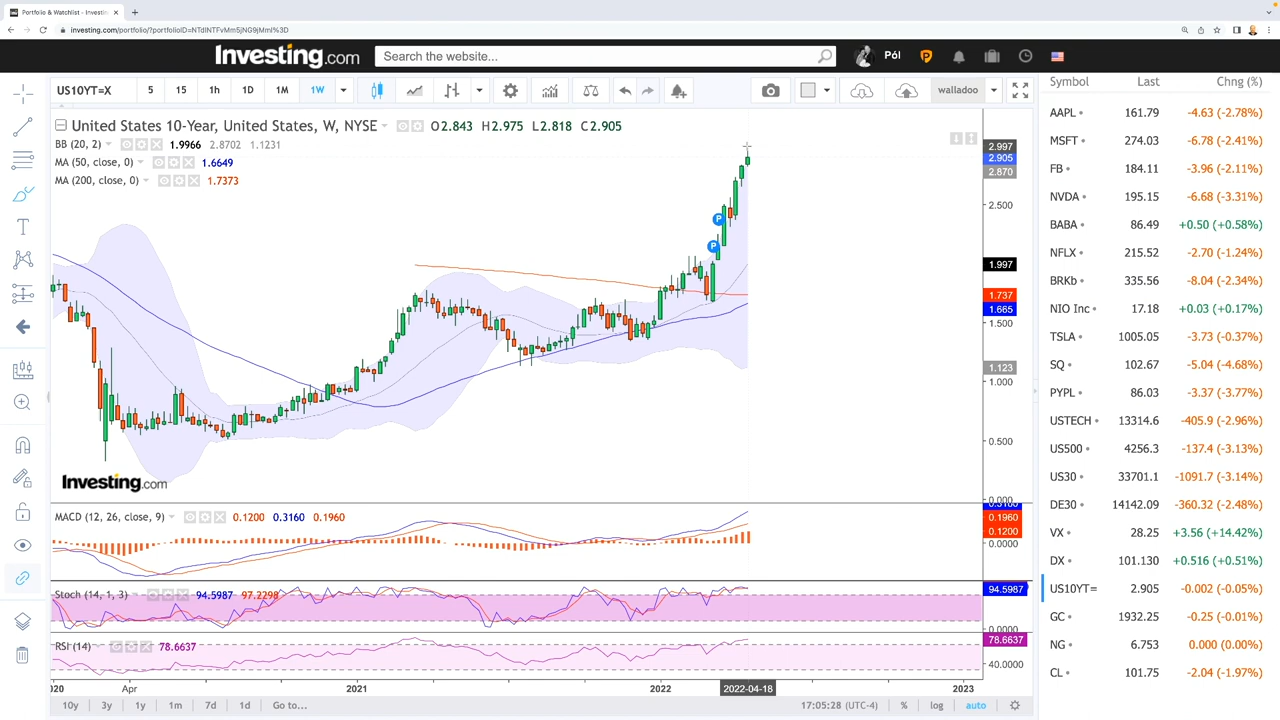 Portfolio & Watchlist - Investin
investing.com/portfolio/?portfolioID=NTdlNTFvMm5jNG9jMmI%3D
Investing.com
Search the website...
Pól
US10YT=X 5 15 1h 1D 1M 1W
walladoo
United States 10-Year, United States, W, NYSE O2.843 H2.975 L2.818 C2.905
BB (20, 2) 1.9966 2.8702 1.1231
MA (50, close, 0) 1.6649
MA (200, close, 0) 1.7373
P
P
2.997
2.905
2.870
2.500
1.997
1.737
1.665
1.500
1.123
1.000
0.500
0.000
Investing.com
MACD (12, 26, close, 9) 0.1200 0.3160 0.1960
0.1960
0.1200
0.0000
Stoch (14, 1, 3) 94.5987 97.2298
94.5987
0.0000
RSI (14) 78.6637
78.6637
40.0000
2020 Apr 2021 2022 2022-04-18 2023
10y 3y 1y 1m 7d 1d Go to...
17:05:28 (UTC-4) % log auto
Symbol Last Chng (%)
AAPL 161.79 -4.63 (-2.78%)
MSFT 274.03 -6.78 (-2.41%)
FB 184.11 -3.96 (-2.11%)
NVDA 195.15 -6.68 (-3.31%)
BABA 86.49 +0.50 (+0.58%)
NFLX 215.52 -2.70 (-1.24%)
BRKb 335.56 -8.04 (-2.34%)
NIO Inc 17.18 +0.03 (+0.17%)
TSLA 1005.05 -3.73 (-0.37%)
SQ 102.67 -5.04 (-4.68%)
PYPL 86.03 -3.37 (-3.77%)
USTECH 13314.6 -405.9 (-2.96%)
US500 4256.3 -137.4 (-3.13%)
US30 33701.1 -1091.7 (-3.14%)
DE30 14142.09 -360.32 (-2.48%)
VX 28.25 +3.56 (+14.42%)
DX 101.130 +0.516 (+0.51%)
US10YT= 2.905 -0.002 (-0.05%)
GC 1932.25 -0.25 (-0.01%)
NG 6.753 0.000 (0.00%)
CL 101.75 -2.04 (-1.97%)